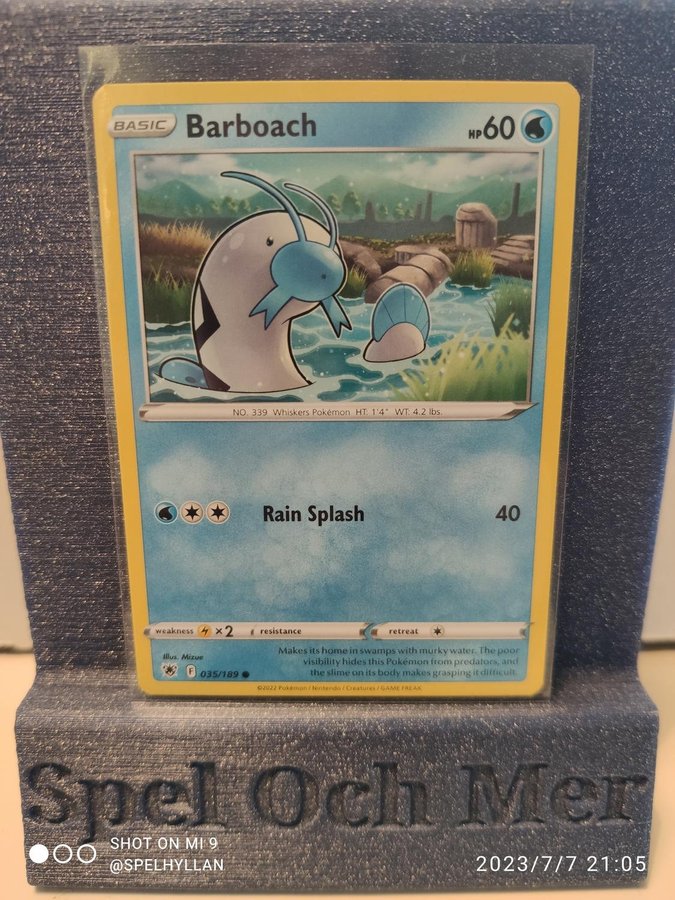 BASIC Barboach HP 60
NO. 339 Whiskers Pokémon HT: 1'4" WT: 4.2 lbs.
Rain Splash 40
weakness ×2 resistance retreat
Illus. Mizue
Makes its home in swamps with murky water. The poor
visibility hides this Pokémon from predators, and
the slime on its body makes grasping it difficult.
F 035/189
©2022 Pokémon / Nintendo / Creatures / GAME FREAK
Spel Och Mer
SHOT ON MI 9
@SPELHYLLAN
2023/7/7 21:05